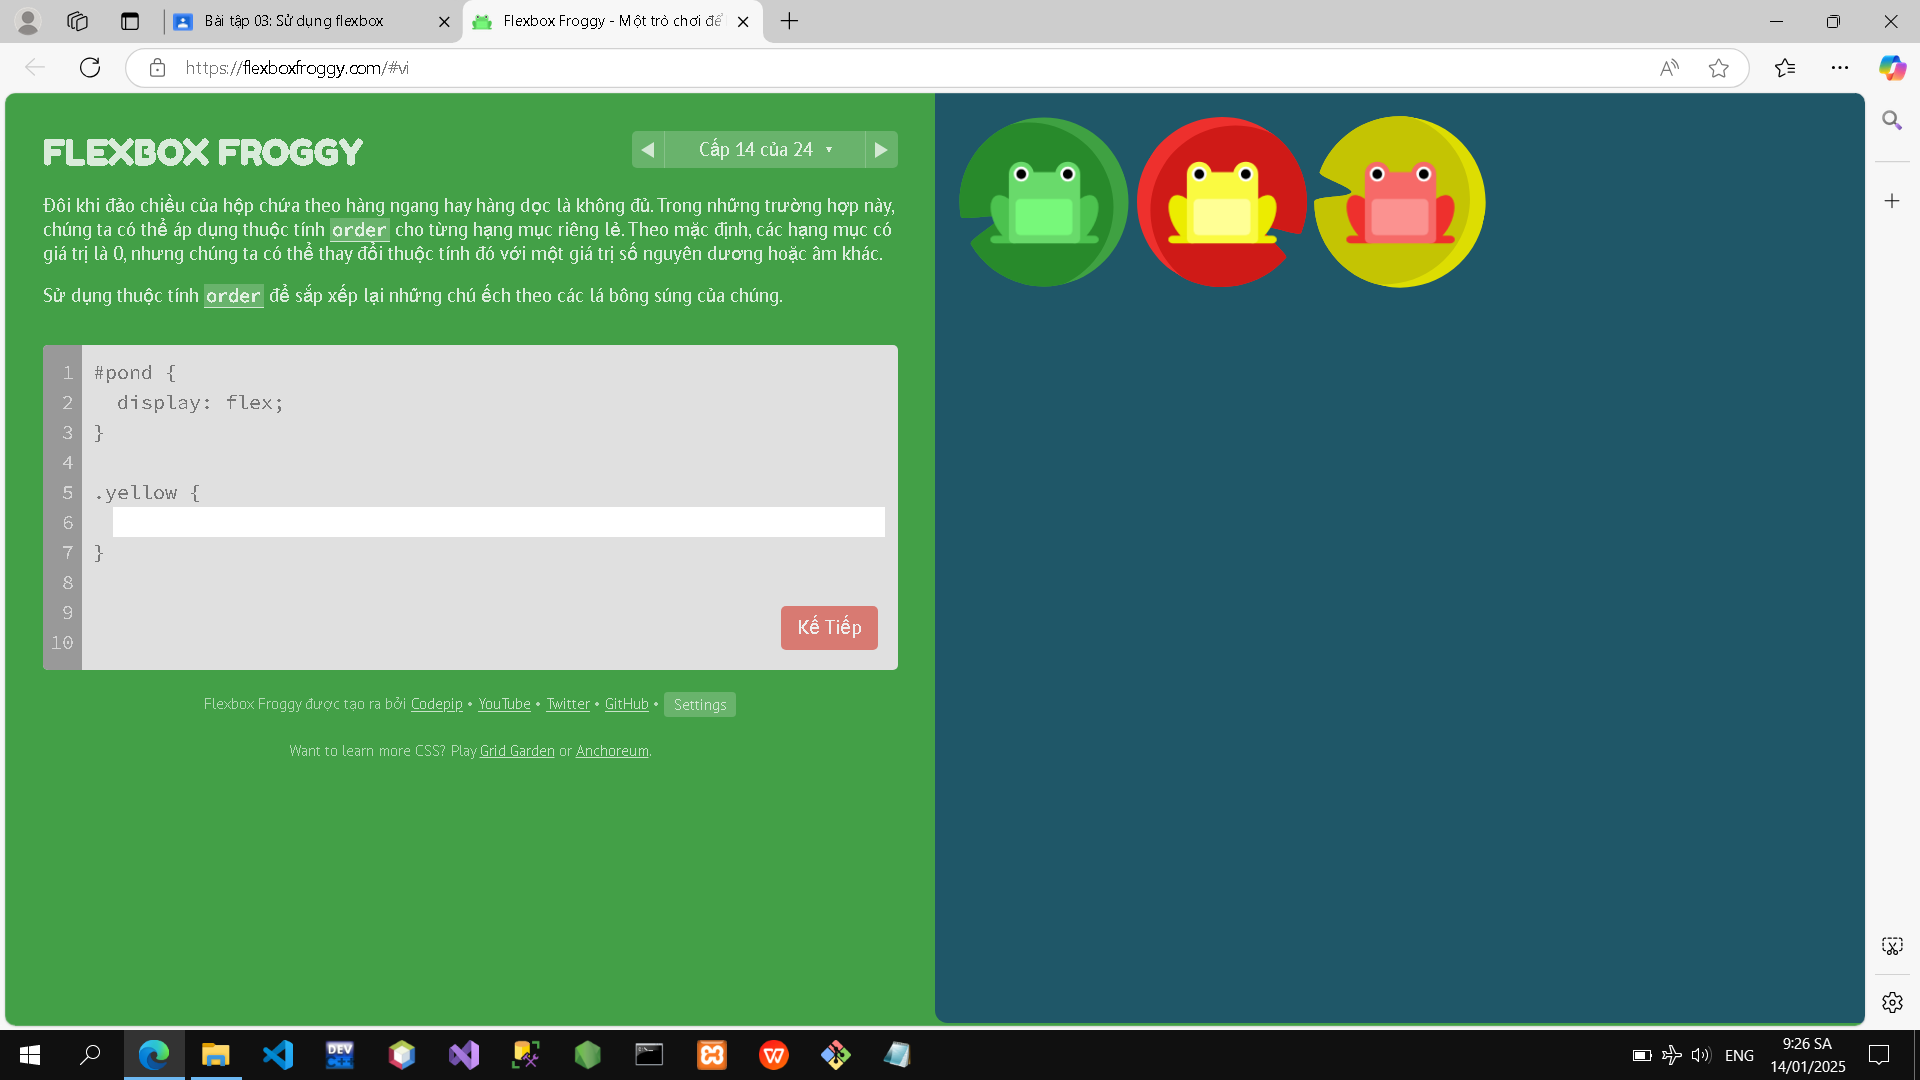 Bài tập 03: Sử dụng flexbox
Flexbox Froggy - Một trò chơi để
https://flexboxfroggy.com/#vi
FLEXBOX FROGGY
Cấp 14 của 24 ▼
Đôi khi đảo chiều của hộp chứa theo hàng ngang hay hàng dọc là không đủ. Trong những trường hợp này,
chúng ta có thể áp dụng thuộc tính order cho từng hạng mục riêng lẻ. Theo mặc định, các hạng mục có
giá trị là 0, nhưng chúng ta có thể thay đổi thuộc tính đó với một giá trị số nguyên dương hoặc âm khác.
Sử dụng thuộc tính order để sắp xếp lại những chú ếch theo các lá bông súng của chúng.
1 #pond {
2 display: flex;
3 }
4
5 .yellow {
6
7 }
8
9
10
Kế Tiếp
Flexbox Froggy được tạo ra bởi Codepip • YouTube • Twitter • GitHub • Settings
Want to learn more CSS? Play Grid Garden or Anchoreum.
DEV C++
ENG
9:26 SA
14/01/2025